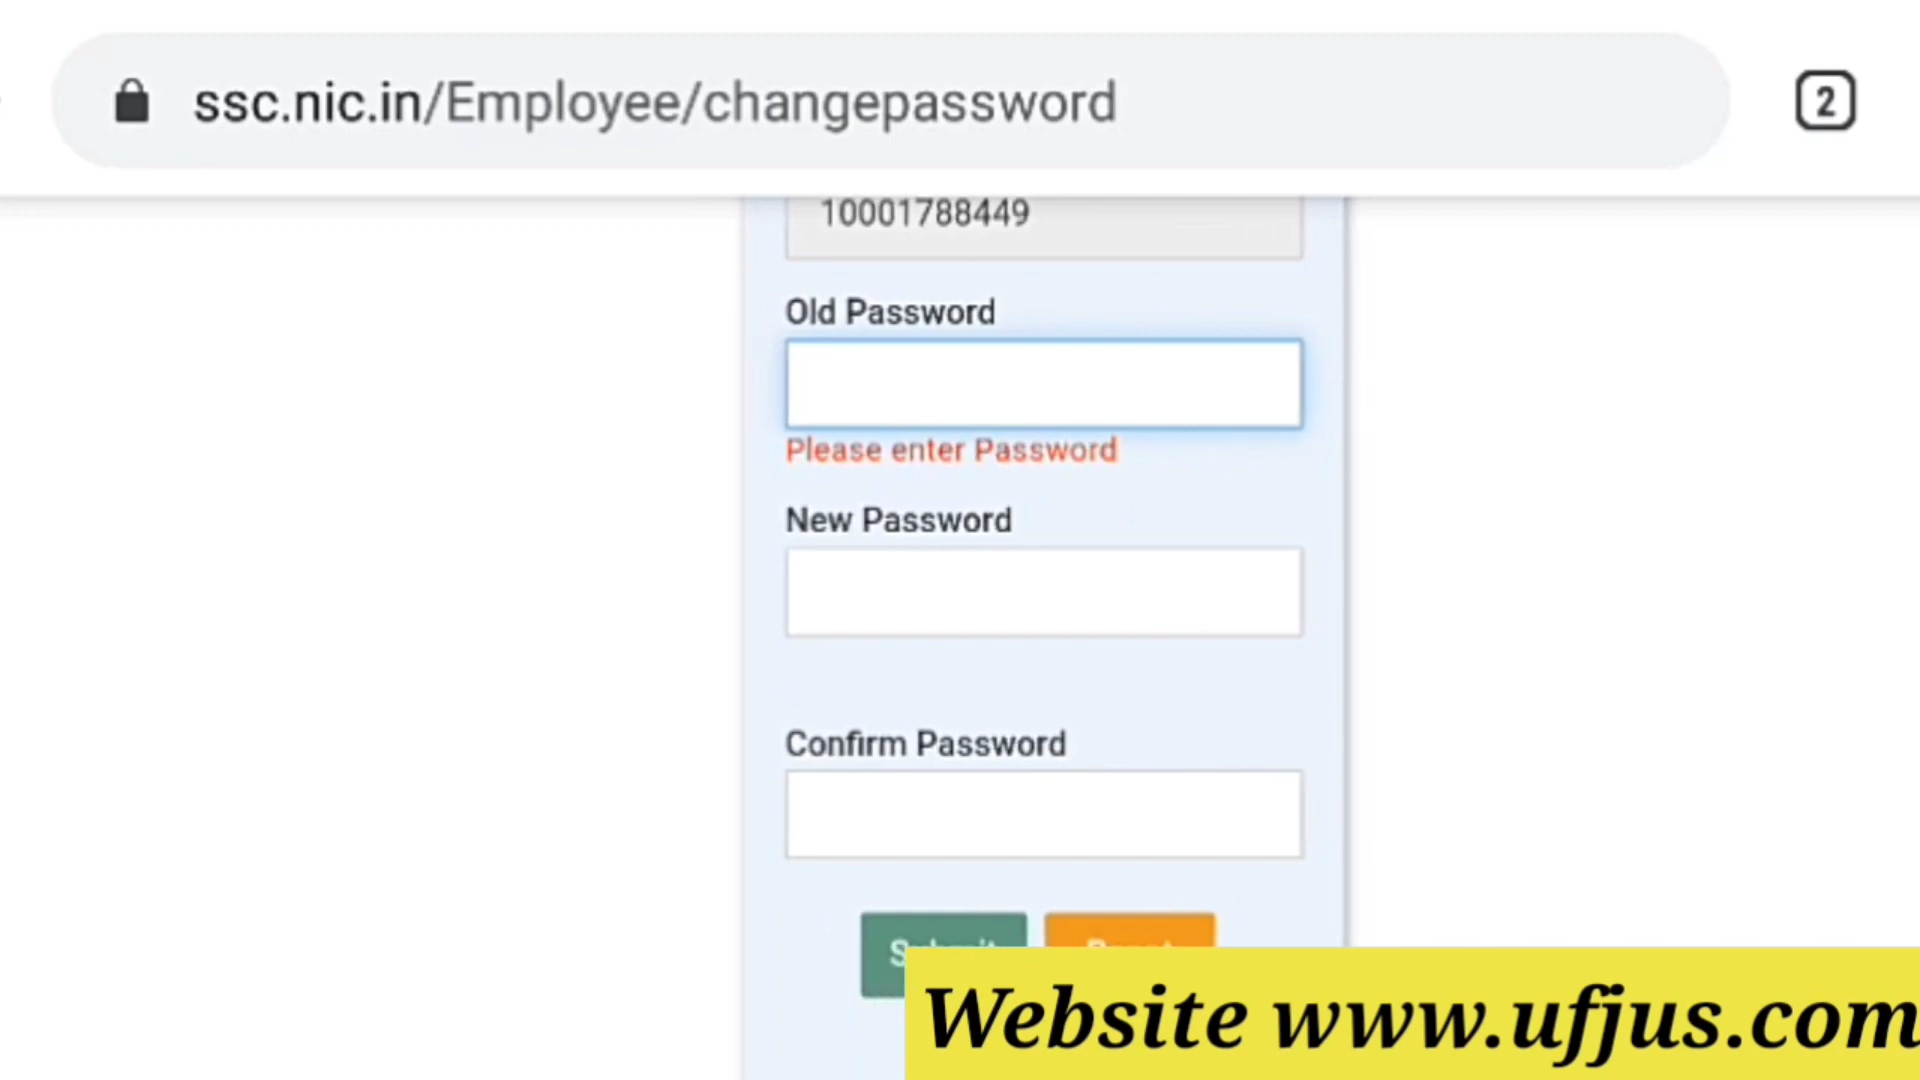 ssc.nic.in/Employee/changepassword
2
10001788449
Old Password
Please enter Password
New Password
Confirm Password
Website www.ufjus.com